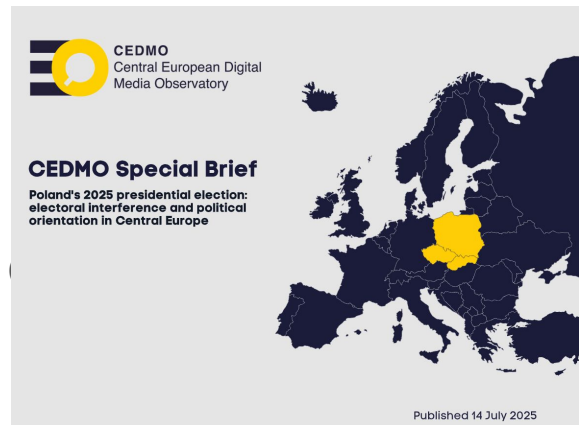 CEDMO
Central European Digital
Media Observatory
CEDMO Special Brief
Poland's 2025 presidential election:
electoral interference and political
orientation in Central Europe
Published 14 July 2025